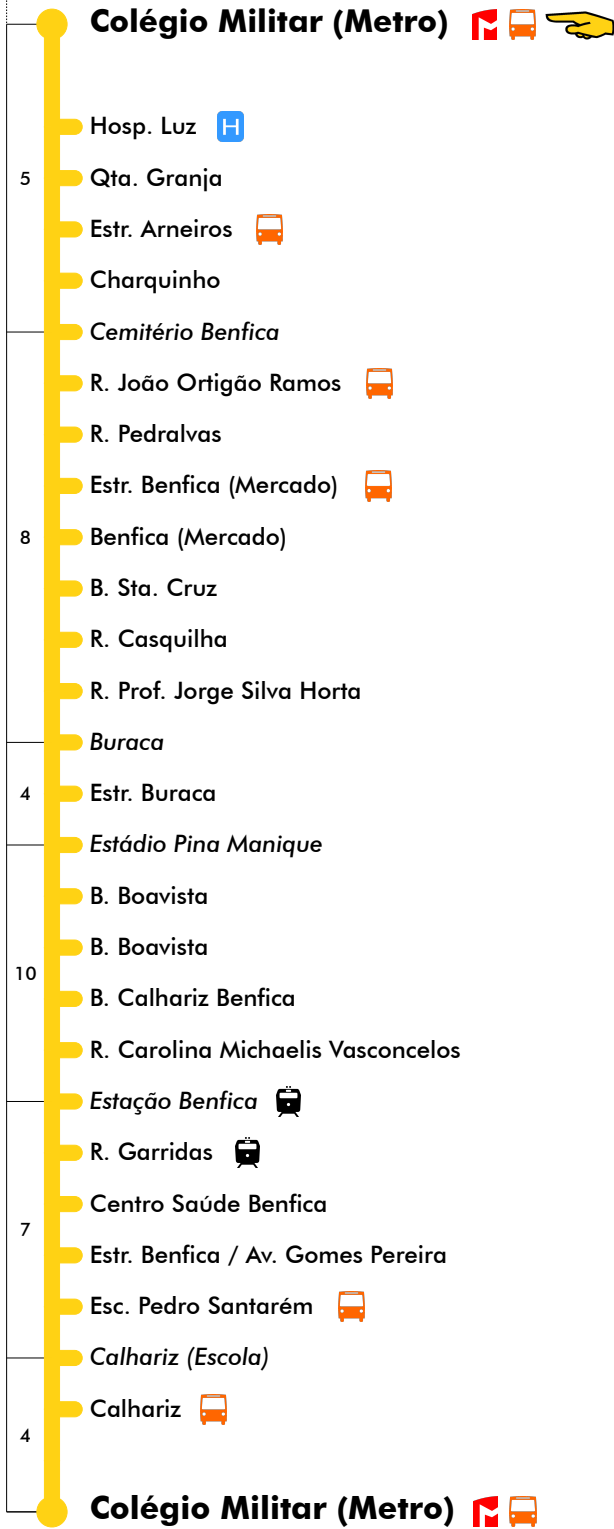 Colégio Militar (Metro)
Hosp. Luz H
5 Qta. Granja
Estr. Arneiros
Charquinho
Cemitério Benfica
R. João Ortigão Ramos
R. Pedralvas
Estr. Benfica (Mercado)
8 Benfica (Mercado)
B. Sta. Cruz
R. Casquilha
R. Prof. Jorge Silva Horta
Buraca
4 Estr. Buraca
Estádio Pina Manique
B. Boavista
B. Boavista
10
B. Calhariz Benfica
R. Carolina Michaelis Vasconcelos
Estação Benfica
R. Garridas
Centro Saúde Benfica
7
Estr. Benfica / Av. Gomes Pereira
Esc. Pedro Santarém
Calhariz (Escola)
Calhariz
4
Colégio Militar (Metro)